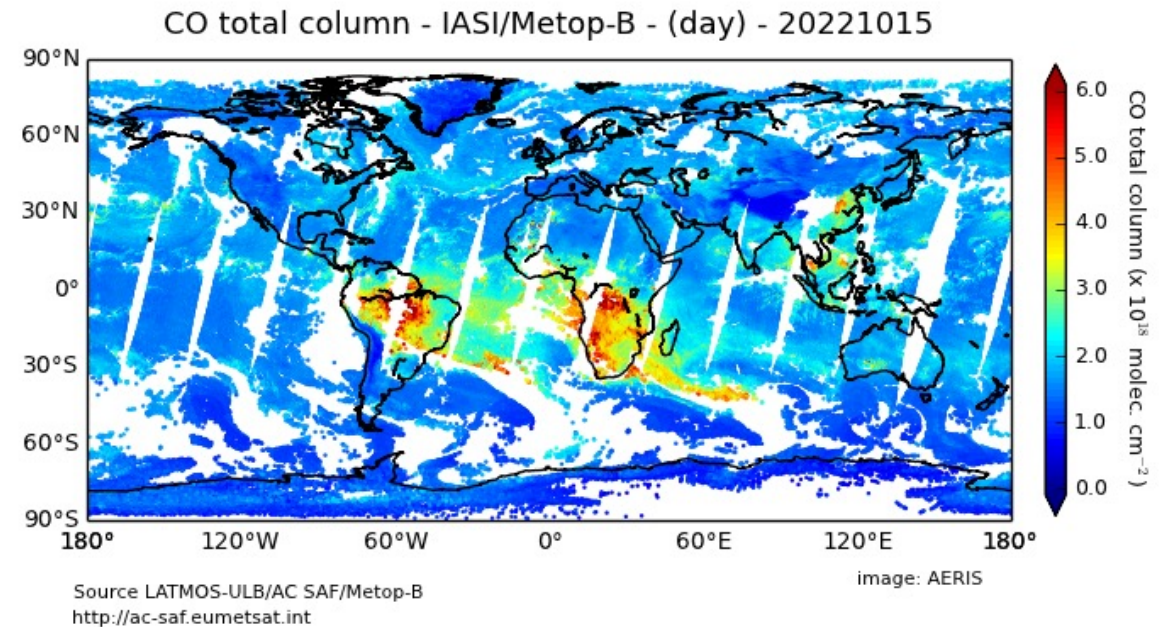 CO total column - IASI/Metop-B - (day) - 20221015
90°N
60°N
30°N
0°
30°S
60°S
90°S
180°
120°W
60°W
0°
60°E
120°E
180°
6.0
5.0
4.0
3.0
2.0
1.0
0.0
CO total column (x 10¹⁸ molec. cm⁻²)
image: AERIS
Source LATMOS-ULB/AC SAF/Metop-B
http://ac-saf.eumetsat.int